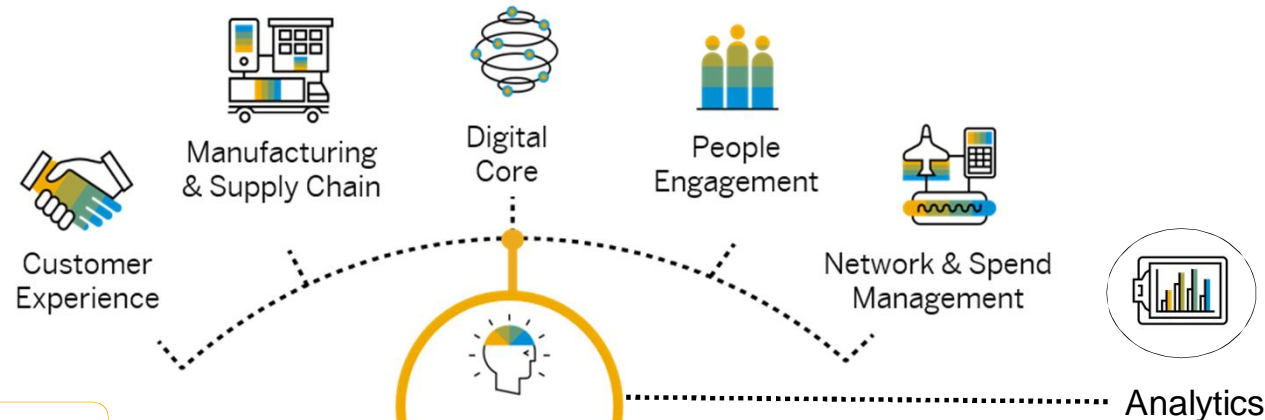 Customer
Experience
Manufacturing
& Supply Chain
Digital
Core
People
Engagement
Network & Spend
Management
Analytics